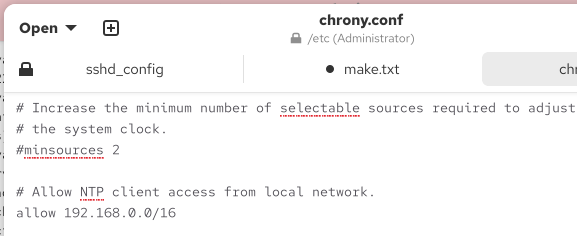 Open
chrony.conf
/etc (Administrator)
sshd_config
make.txt
# Increase the minimum number of selectable sources required to adjust
# the system clock.
#minsources 2
# Allow NTP client access from local network.
allow 192.168.0.0/16